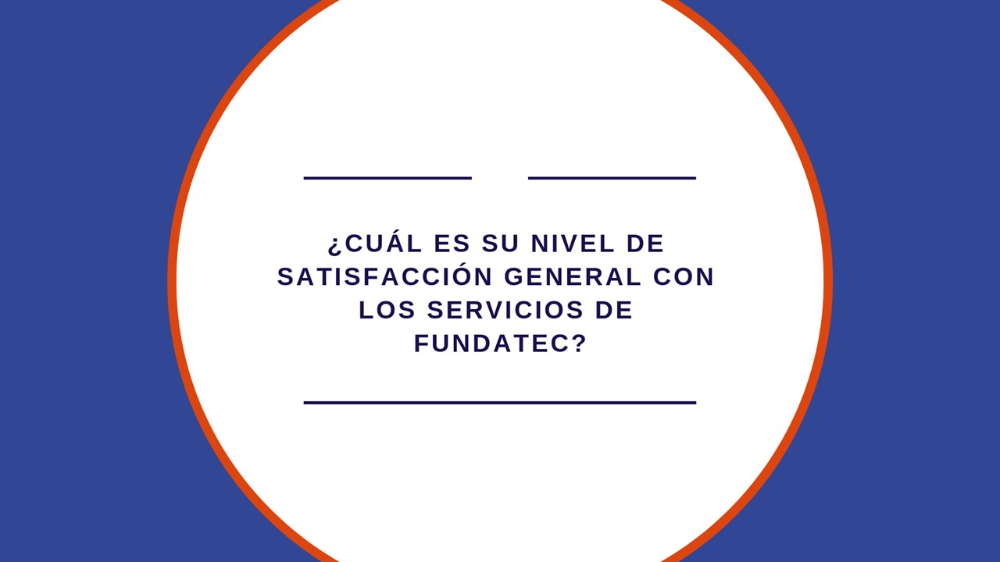 ¿CUÁL ES SU NIVEL DE
SATISFACCIÓN GENERAL CON
LOS SERVICIOS DE
FUNDATEC?